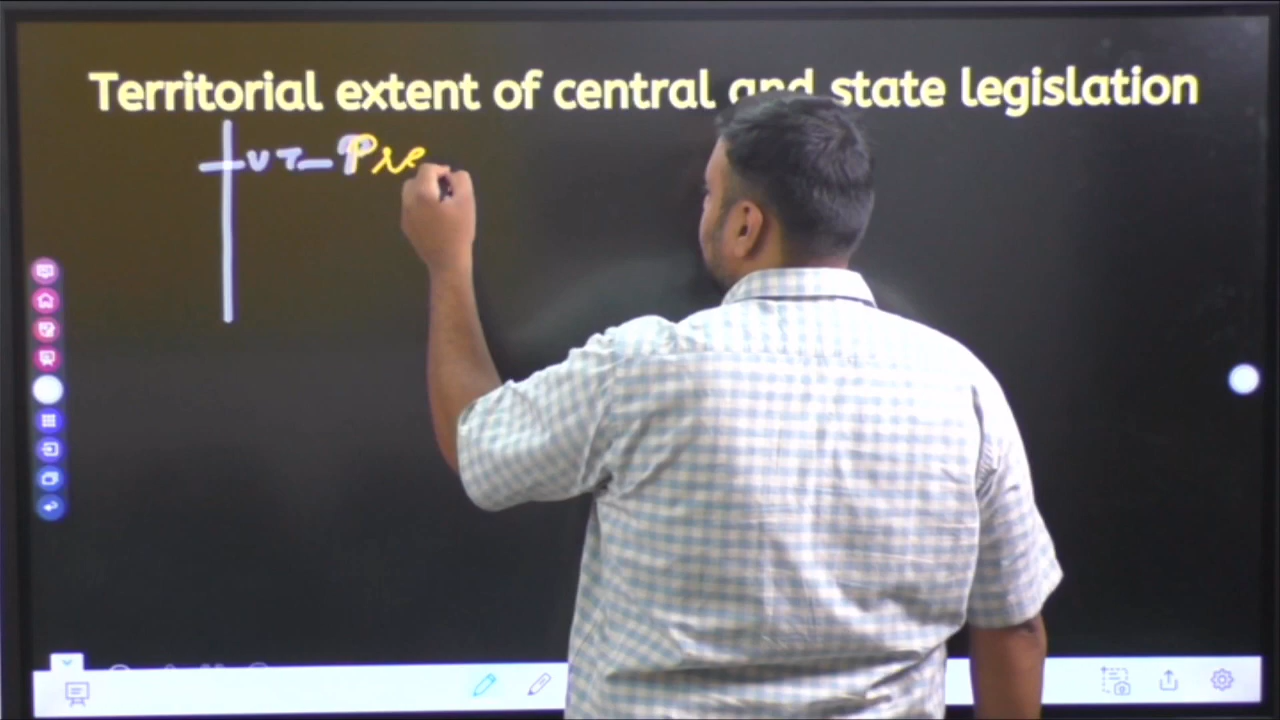 Territorial extent of central and state legislation
UT - Pre